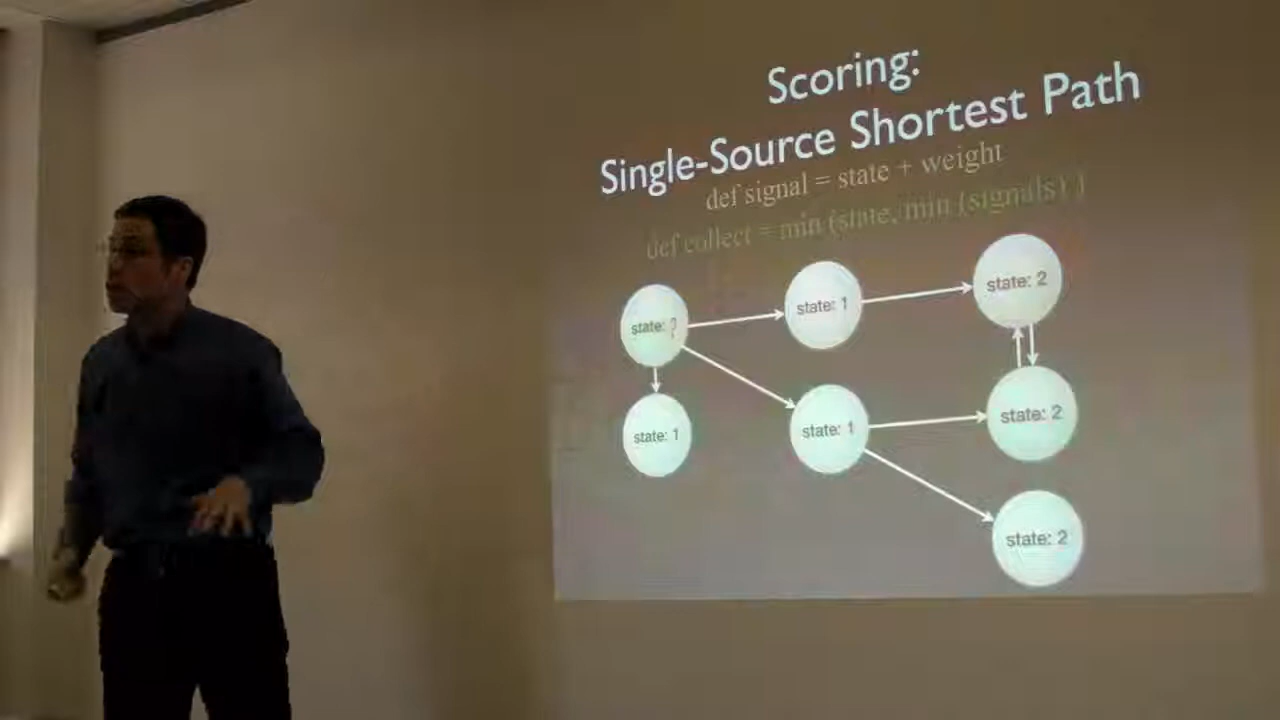 Scoring:
Single-Source Shortest Path
def signal = state + weight
def collect = min (state, min (signals) )
state: 1
state: 2
state:
state: 1
state: 1
state: 2
state: 2